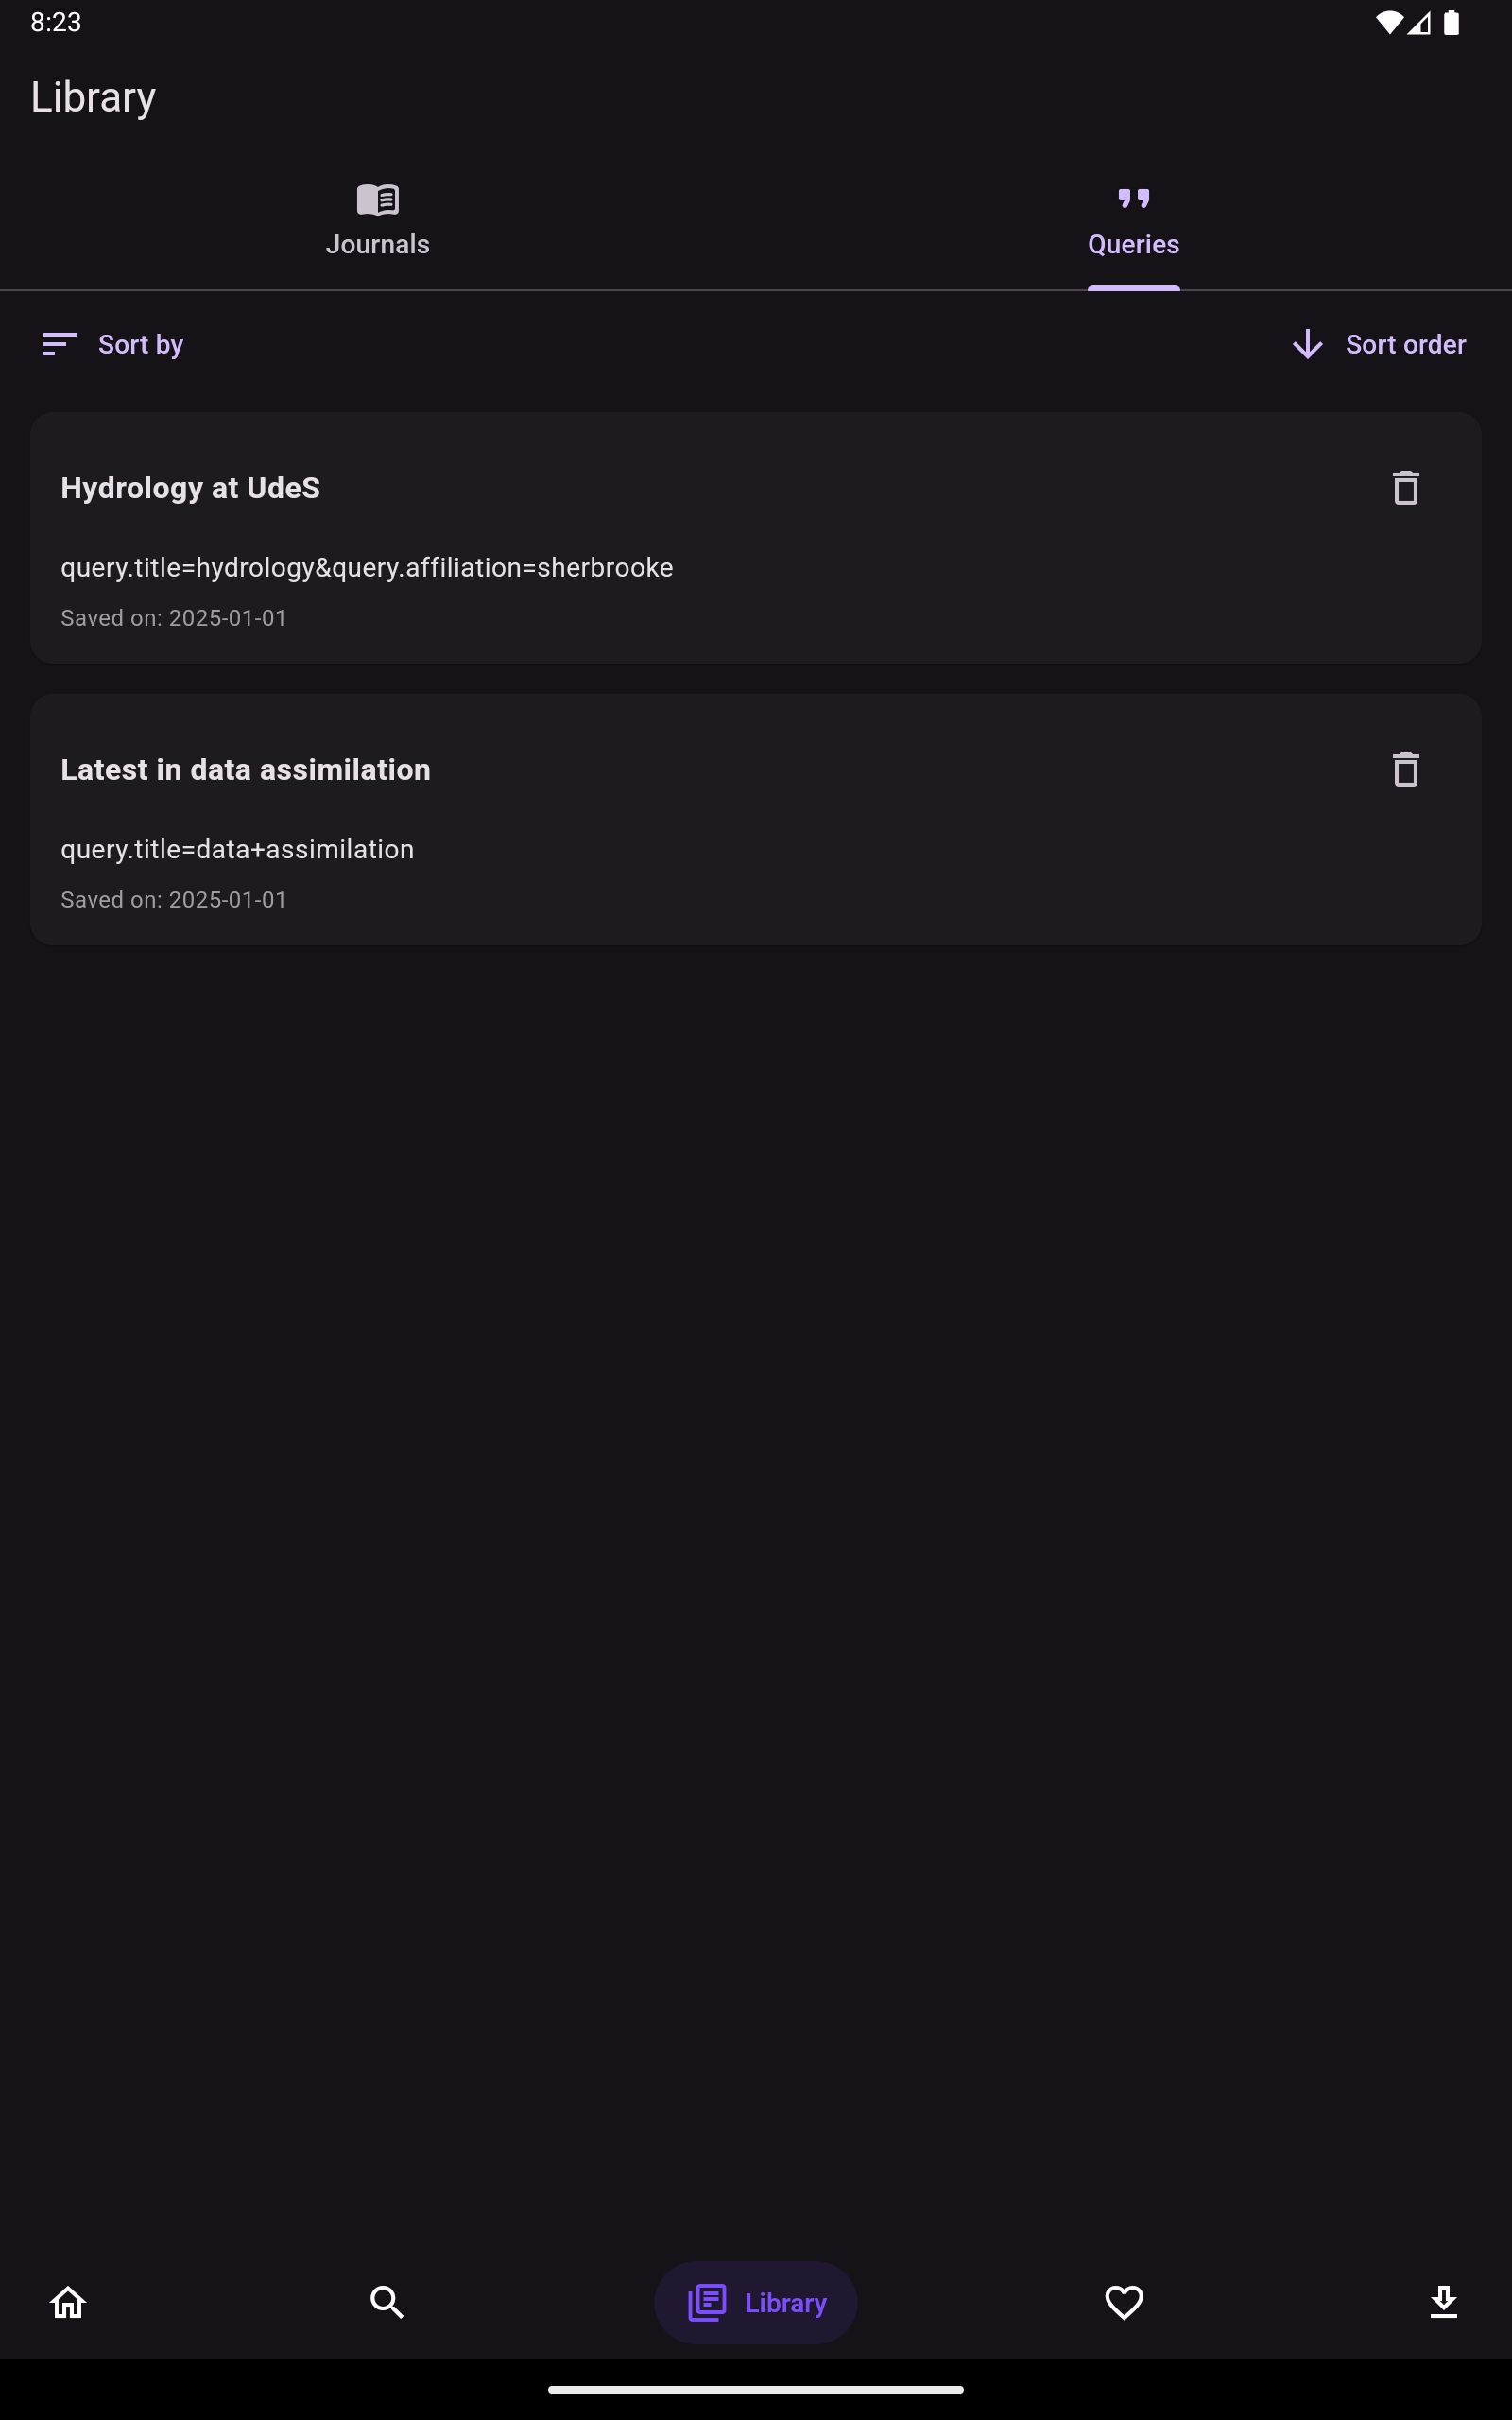 8:23
Library
Journals
Queries
Sort by
Sort order
Hydrology at UdeS
query.title=hydrology&query.affiliation=sherbrooke
Saved on: 2025-01-01
Latest in data assimilation
query.title=data+assimilation
Saved on: 2025-01-01
Library